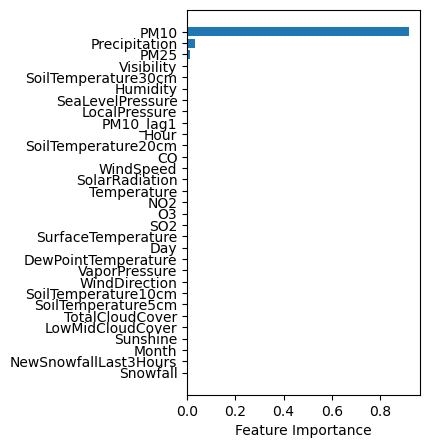 PM10
Precipitation
PM25
Visibility
SoilTemperature30cm
Humidity
SeaLevelPressure
LocalPressure
PM10_lag1
Hour
SoilTemperature20cm
CO
WindSpeed
SolarRadiation
Temperature
NO2
O3
SO2
SurfaceTemperature
Day
DewPointTemperature
VaporPressure
WindDirection
SoilTemperature10cm
SoilTemperature5cm
TotalCloudCover
LowMidCloudCover
Sunshine
Month
NewSnowfallLast3Hours
Snowfall
0.0 0.2 0.4 0.6 0.8
Feature Importance